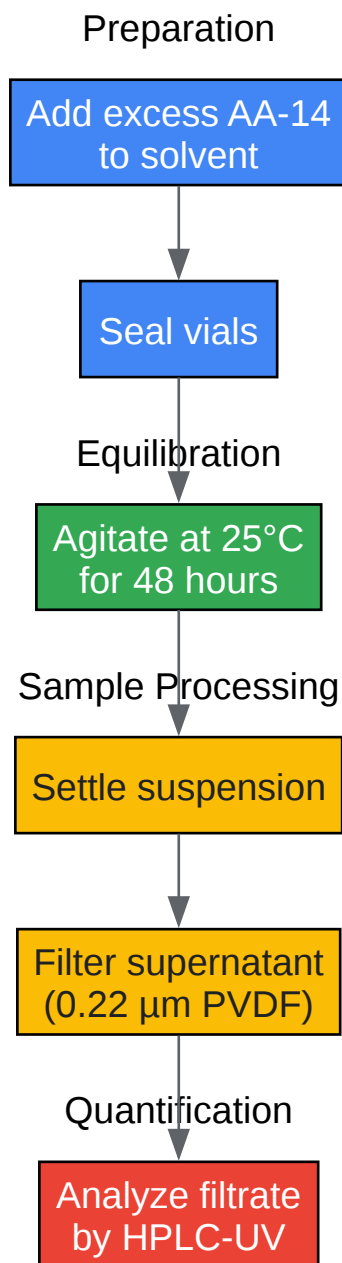 Preparation
Add excess AA-14
to solvent
Seal vials
Equilibration
Agitate at 25°C
for 48 hours
Sample Processing
Settle suspension
Filter supernatant
(0.22 µm PVDF)
Quantification
Analyze filtrate
by HPLC-UV